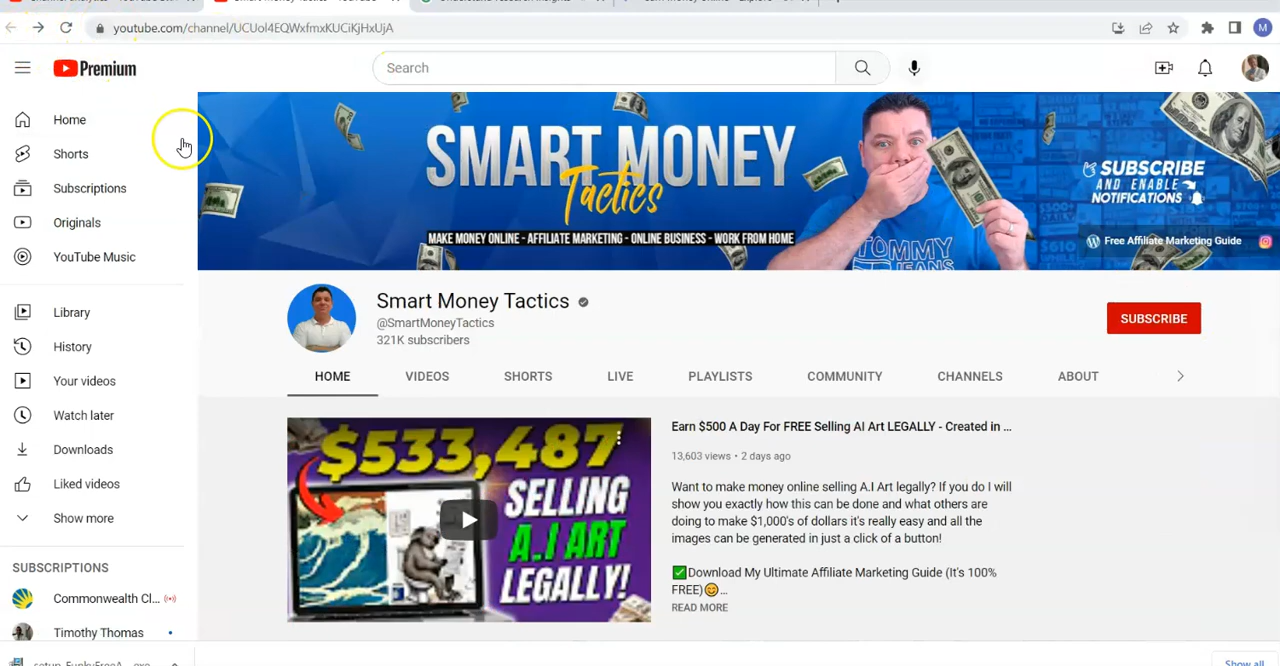 youtube.com/channel/UCUol4EQWxfmxKUCiKjHxUjA
M
Premium
Search
Home
Shorts
Subscriptions
Originals
YouTube Music
Library
History
Your videos
Watch later
Downloads
Liked videos
Show more
SUBSCRIPTIONS
Commonwealth Cl...
Timothy Thomas
SMART MONEY
Tactics
MAKE MONEY ONLINE - AFFILIATE MARKETING - ONLINE BUSINESS - WORK FROM HOME
TOMMY
JEANS
SUBSCRIBE
AND ENABLE
NOTIFICATIONS
Free Affiliate Marketing Guide
Smart Money Tactics
@SmartMoneyTactics
321K subscribers
SUBSCRIBE
HOME
VIDEOS
SHORTS
LIVE
PLAYLISTS
COMMUNITY
CHANNELS
ABOUT
$533,487
SELLING
A.I ART
LEGALLY!
Earn $500 A Day For FREE Selling AI Art LEGALLY - Created in ...
13,603 views • 2 days ago
Want to make money online selling A.I Art legally? If you do I will
show you exactly how this can be done and what others are
doing to make $1,000's of dollars it's really easy and all the
images can be generated in just a click of a button!
✅Download My Ultimate Affiliate Marketing Guide (It's 100%
FREE)😊...
READ MORE
Show all